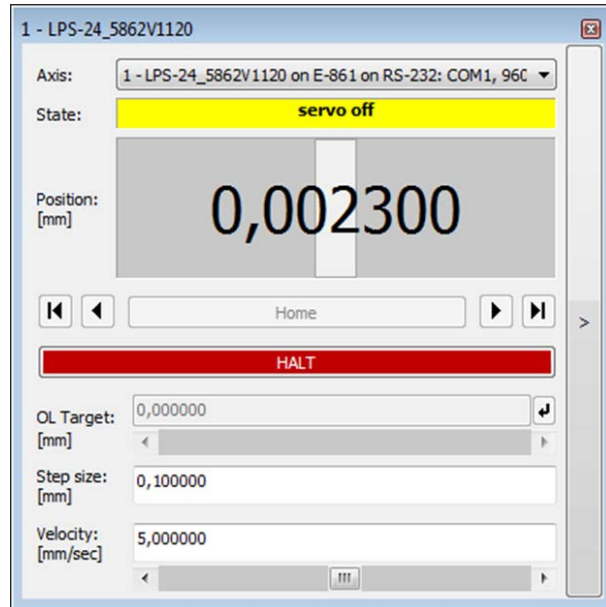 1 - LPS-24_5862V1120
Axis:
1 - LPS-24_5862V1120 on E-861 on RS-232: COM1, 960
State:
servo off
Position:
[mm]
0,002300
Home
>
HALT
OL Target:
[mm]
0,000000
Step size:
[mm]
0,100000
Velocity:
[mm/sec]
5,000000